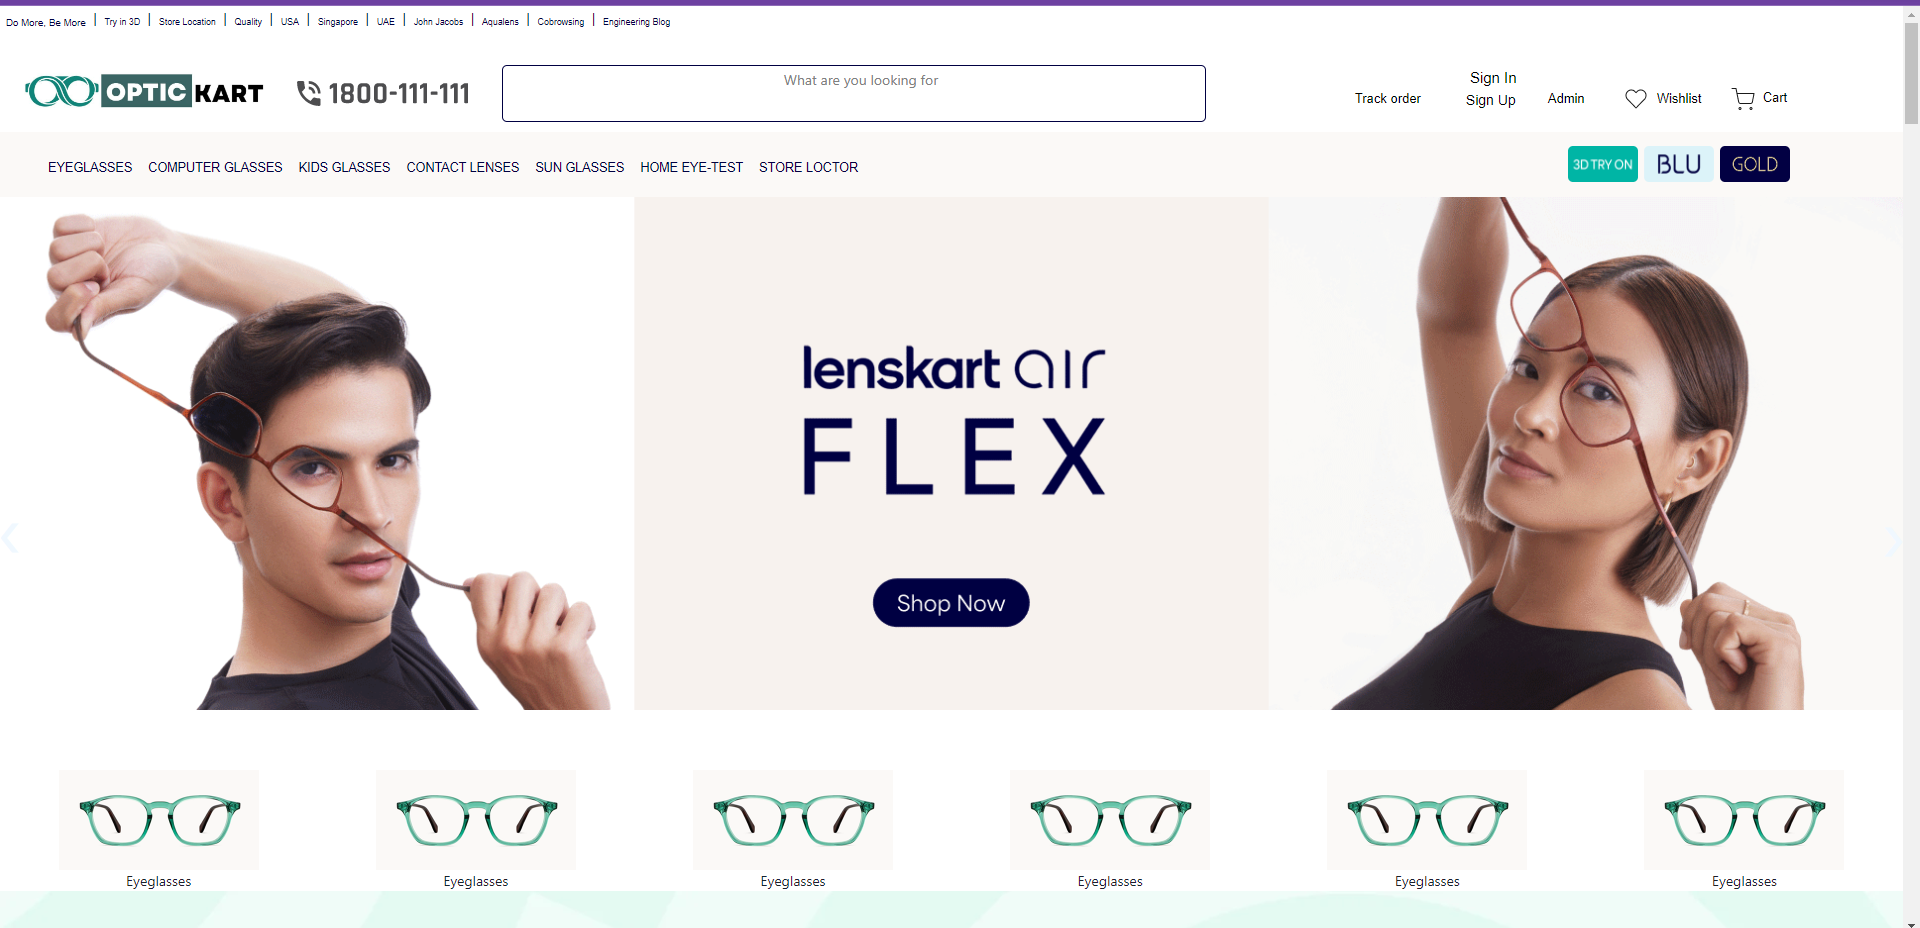 Do More, Be More | Try in 3D | Store Location | Quality | USA | Singapore | UAE | John Jacobs | Aqualens | Cobrowsing | Engineering Blog
OPTIC KART
1800-111-111
What are you looking for
Track order
Sign In
Sign Up
Admin
Wishlist
Cart
EYEGLASSES COMPUTER GLASSES KIDS GLASSES CONTACT LENSES SUN GLASSES HOME EYE-TEST STORE LOCTOR
3D TRY ON
BLU
GOLD
lenskart air
FLEX
Shop Now
Eyeglasses Eyeglasses Eyeglasses Eyeglasses Eyeglasses Eyeglasses